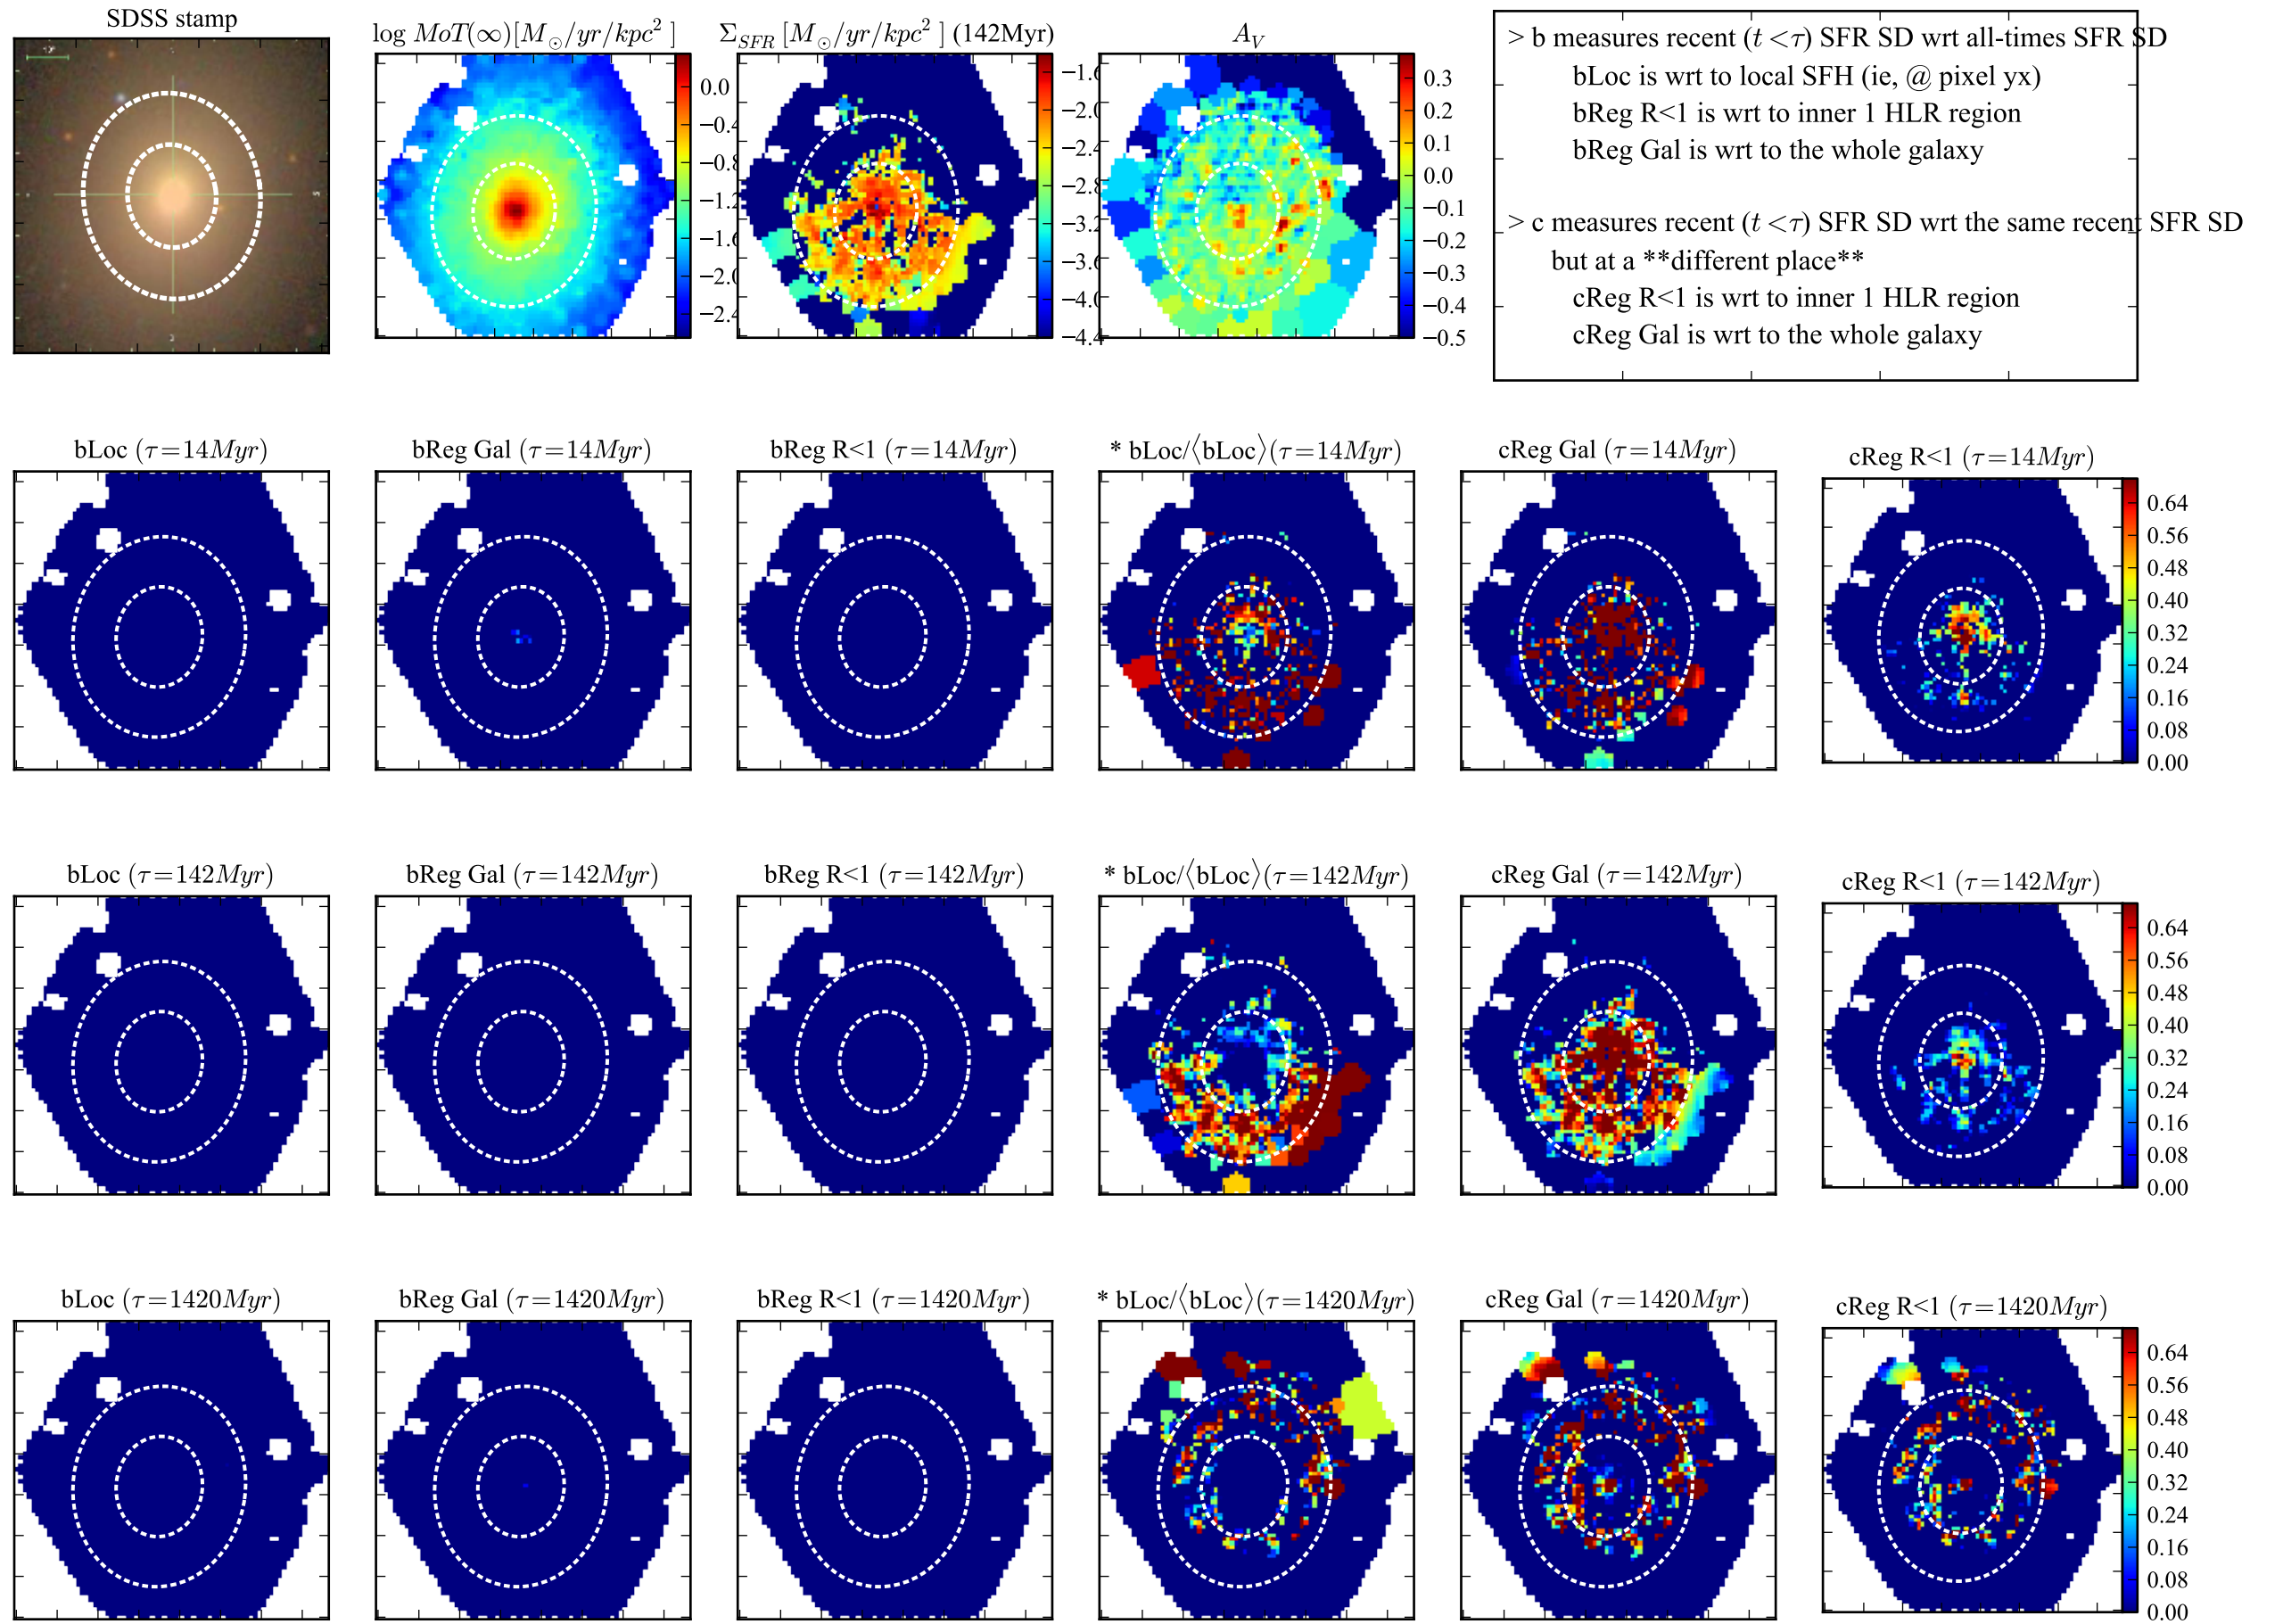 SDSS stamp
log MoT(∞)[M⊙/yr/kpc² ]
Σ_SFR [M⊙/yr/kpc² ] (142Myr)
A_V
0.0
−0.4
−0.8
−1.2
−1.6
−2.0
−2.4
−1.6
−2.0
−2.4
−2.8
−3.2
−3.6
−4.0
−4.4
0.3
0.2
0.1
0.0
−0.1
−0.2
−0.3
−0.4
−0.5
> b measures recent (t < τ) SFR SD wrt all-times SFR SD
bLoc is wrt to local SFH (ie, @ pixel yx)
bReg R<1 is wrt to inner 1 HLR region
bReg Gal is wrt to the whole galaxy
> c measures recent (t < τ) SFR SD wrt the same recent SFR SD
but at a **different place**
cReg R<1 is wrt to inner 1 HLR region
cReg Gal is wrt to the whole galaxy
bLoc (τ=14Myr)
bReg Gal (τ=14Myr)
bReg R<1 (τ=14Myr)
* bLoc/⟨bLoc⟩(τ=14Myr)
cReg Gal (τ=14Myr)
cReg R<1 (τ=14Myr)
0.64
0.56
0.48
0.40
0.32
0.24
0.16
0.08
0.00
bLoc (τ=142Myr)
bReg Gal (τ=142Myr)
bReg R<1 (τ=142Myr)
* bLoc/⟨bLoc⟩(τ=142Myr)
cReg Gal (τ=142Myr)
cReg R<1 (τ=142Myr)
0.64
0.56
0.48
0.40
0.32
0.24
0.16
0.08
0.00
bLoc (τ=1420Myr)
bReg Gal (τ=1420Myr)
bReg R<1 (τ=1420Myr)
* bLoc/⟨bLoc⟩(τ=1420Myr)
cReg Gal (τ=1420Myr)
cReg R<1 (τ=1420Myr)
0.64
0.56
0.48
0.40
0.32
0.24
0.16
0.08
0.00